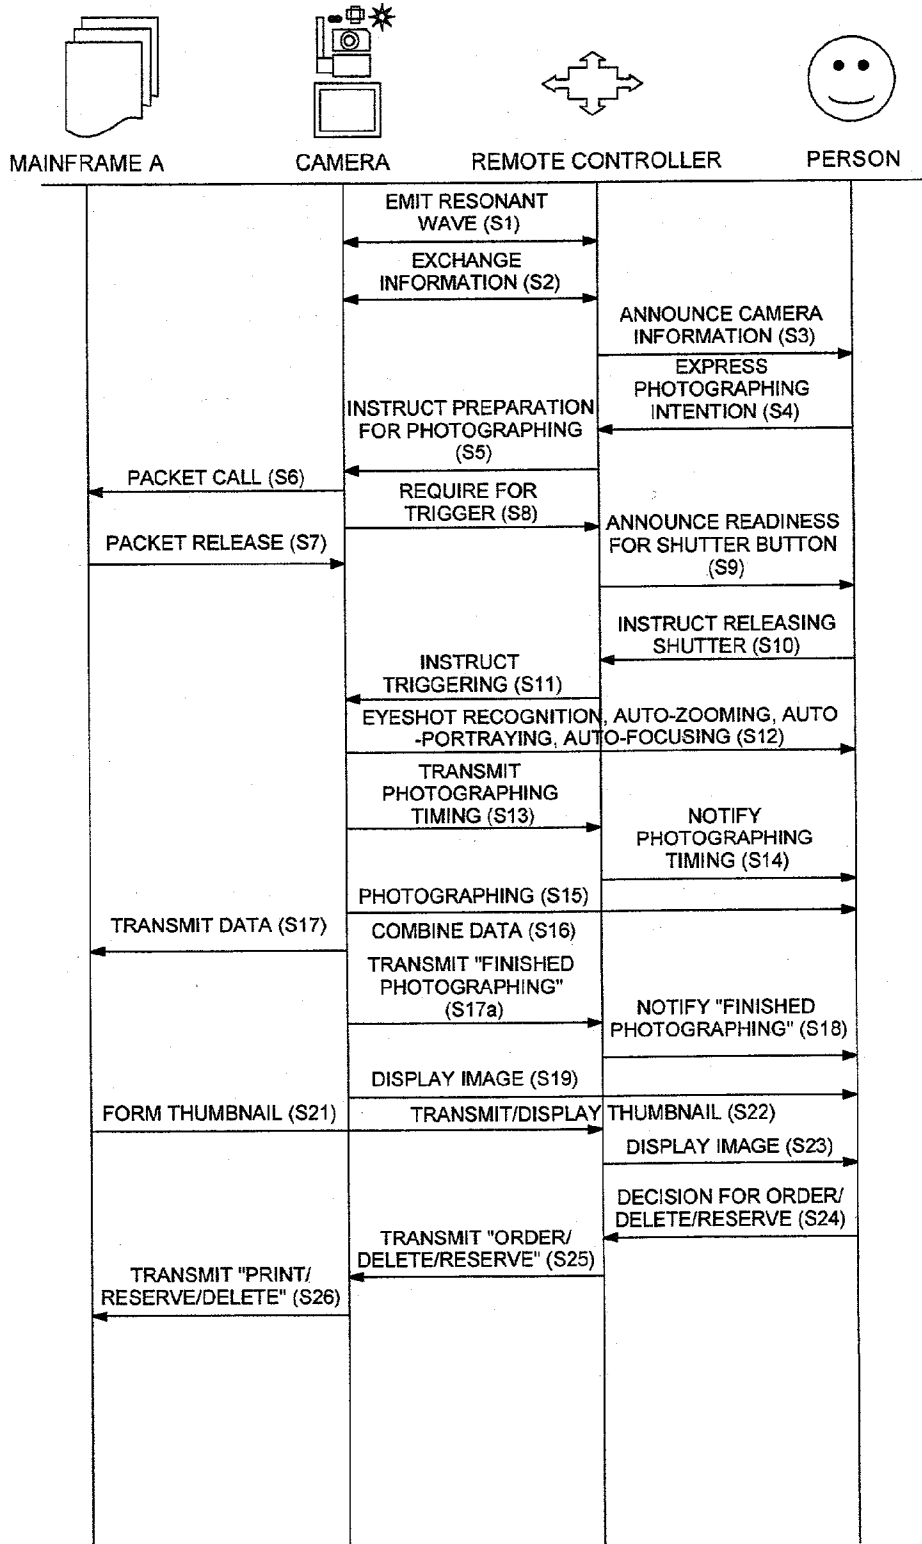 MAINFRAME A
CAMERA
REMOTE CONTROLLER
PERSON
EMIT RESONANT
WAVE (S1)
EXCHANGE
INFORMATION (S2)
ANNOUNCE CAMERA
INFORMATION (S3)
EXPRESS
PHOTOGRAPHING
INTENTION (S4)
INSTRUCT PREPARATION
FOR PHOTOGRAPHING
(S5)
PACKET CALL (S6)
REQUIRE FOR
TRIGGER (S8)
PACKET RELEASE (S7)
ANNOUNCE READINESS
FOR SHUTTER BUTTON
(S9)
INSTRUCT RELEASING
SHUTTER (S10)
INSTRUCT
TRIGGERING (S11)
EYESHOT RECOGNITION, AUTO-ZOOMING, AUTO
-PORTRAYING, AUTO-FOCUSING (S12)
TRANSMIT
PHOTOGRAPHING
TIMING (S13)
NOTIFY
PHOTOGRAPHING
TIMING (S14)
PHOTOGRAPHING (S15)
TRANSMIT DATA (S17)
COMBINE DATA (S16)
TRANSMIT "FINISHED
PHOTOGRAPHING"
(S17a)
NOTIFY "FINISHED
PHOTOGRAPHING" (S18)
DISPLAY IMAGE (S19)
FORM THUMBNAIL (S21)
TRANSMIT/DISPLAY THUMBNAIL (S22)
DISPLAY IMAGE (S23)
DECISION FOR ORDER/
DELETE/RESERVE (S24)
TRANSMIT "ORDER/
DELETE/RESERVE" (S25)
TRANSMIT "PRINT/
RESERVE/DELETE" (S26)